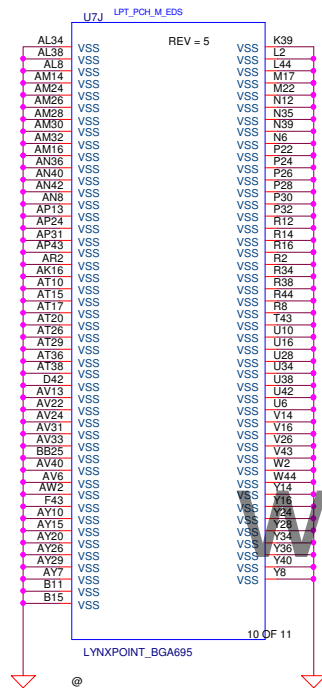 U7J LPT_PCH_M_EDS
REV = 5
AL34 VSS VSS K39
AL38 VSS VSS L2
AL8 VSS VSS L44
AM14 VSS VSS M17
AM24 VSS VSS M22
AM26 VSS VSS N12
AM28 VSS VSS N35
AM30 VSS VSS N39
AM32 VSS VSS N6
AM16 VSS VSS P22
AN36 VSS VSS P24
AN40 VSS VSS P26
AN42 VSS VSS P28
AN8 VSS VSS P30
AP13 VSS VSS P32
AP24 VSS VSS R12
AP31 VSS VSS R14
AP43 VSS VSS R16
AR2 VSS VSS R2
AK16 VSS VSS R34
AT10 VSS VSS R38
AT15 VSS VSS R44
AT17 VSS VSS R8
AT20 VSS VSS T43
AT26 VSS VSS U10
AT29 VSS VSS U16
AT36 VSS VSS U28
AT38 VSS VSS U34
D42 VSS VSS U38
AV13 VSS VSS U42
AV22 VSS VSS U6
AV24 VSS VSS V14
AV31 VSS VSS V16
AV33 VSS VSS V26
BB25 VSS VSS V43
AV40 VSS VSS W2
AV6 VSS VSS W44
AW2 VSS VSS Y14
F43 VSS VSS Y16
AY10 VSS VSS Y24
AY15 VSS VSS Y28
AY20 VSS VSS Y34
AY26 VSS VSS Y36
AY29 VSS VSS Y40
AY7 VSS VSS Y8
B11 VSS
B15 VSS
W
10 OF 11
LYNXPOINT_BGA695
@